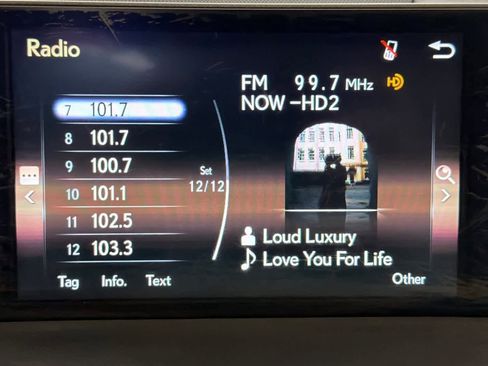 Radio
FM 99.7 MHz HD
NOW -HD2
7 101.7
8 101.7
9 100.7
10 101.1
11 102.5
12 103.3
Set
12/12
Loud Luxury
Love You For Life
Tag Info. Text
Other